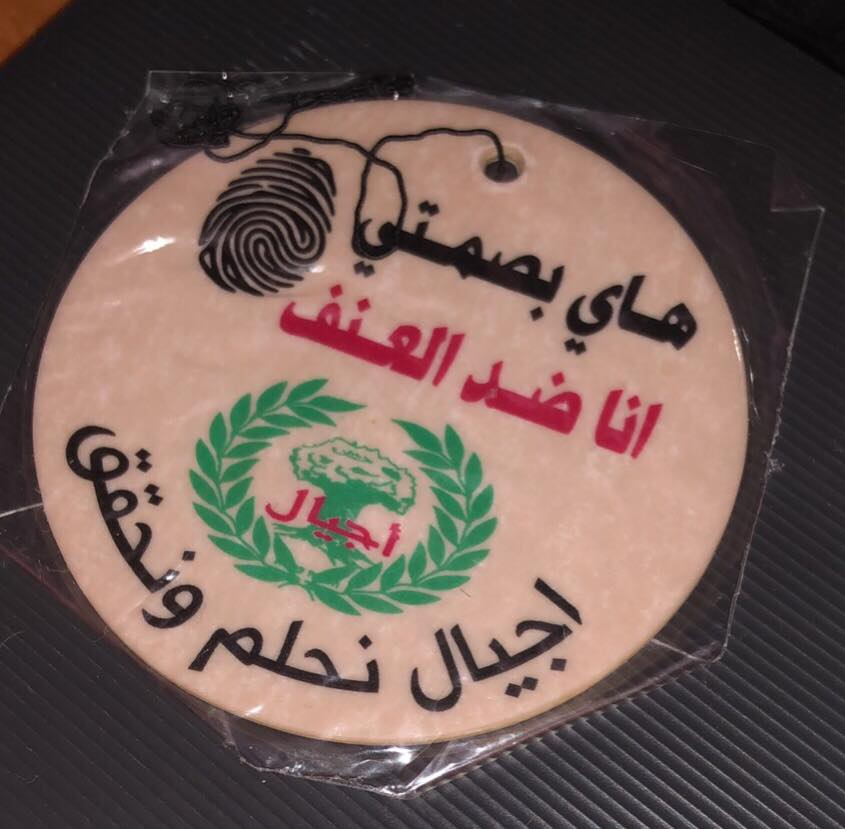 هاي بصمتي
انا ضد العنف
أجيال
اجيال نحلم ونحقق